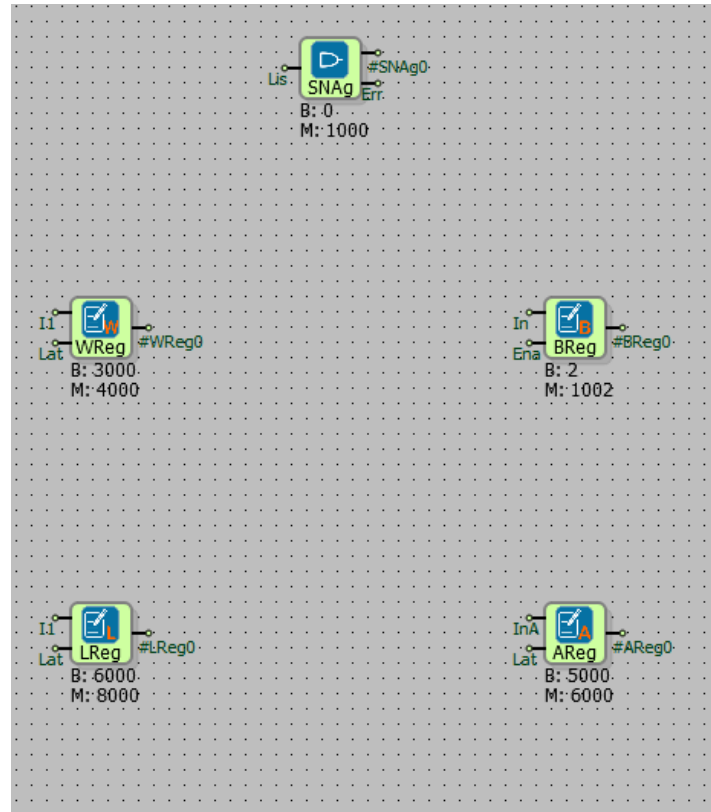 #SNAg0
Lis
SNAg
Err
B: 0
M: 1000
I1
W
#WReg0
Lat
WReg
B: 3000
M: 4000
In
B
#BReg0
Ena
BReg
B: 2
M: 1002
I1
L
#LReg0
Lat
LReg
B: 6000
M: 8000
InA
A
#AReg0
Lat
AReg
B: 5000
M: 6000